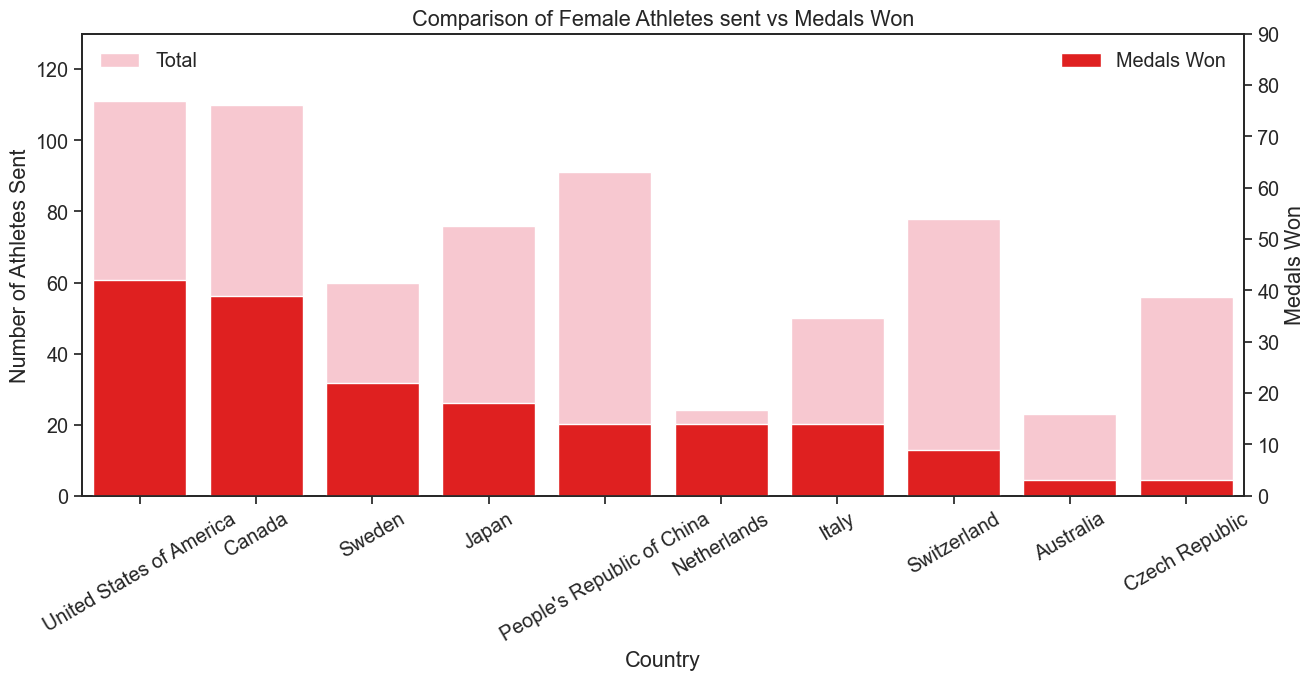 Comparison of Female Athletes sent vs Medals Won
Total
Medals Won
Number of Athletes Sent
120
100
80
60
40
20
0
90
80
70
60
50
40
30
20
10
0
Medals Won
United States of America
Canada
Sweden
Japan
People's Republic of China
Netherlands
Italy
Switzerland
Australia
Czech Republic
Country